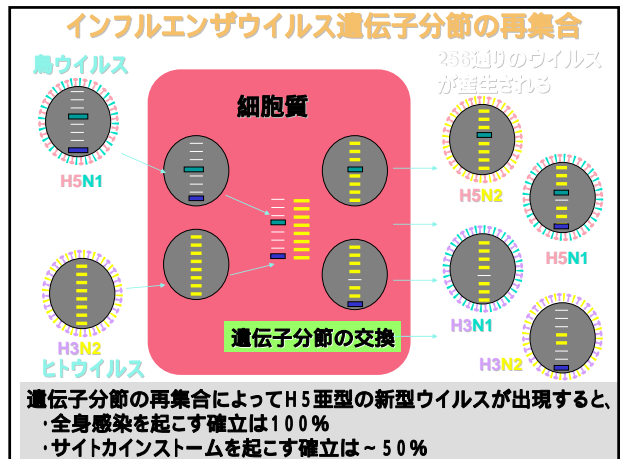 インフルエンザウイルス遺伝子分節の再集合
鳥ウイルス
256通りのウイルス
が産生される
細胞質
H5N1
H5N2
H5N1
H3N2
ヒトウイルス
H3N1
遺伝子分節の交換
H3N2
遺伝子分節の再集合によってH5亜型の新型ウイルスが出現すると、
・全身感染を起こす確立は100%
・サイトカインストームを起こす確立は～50%